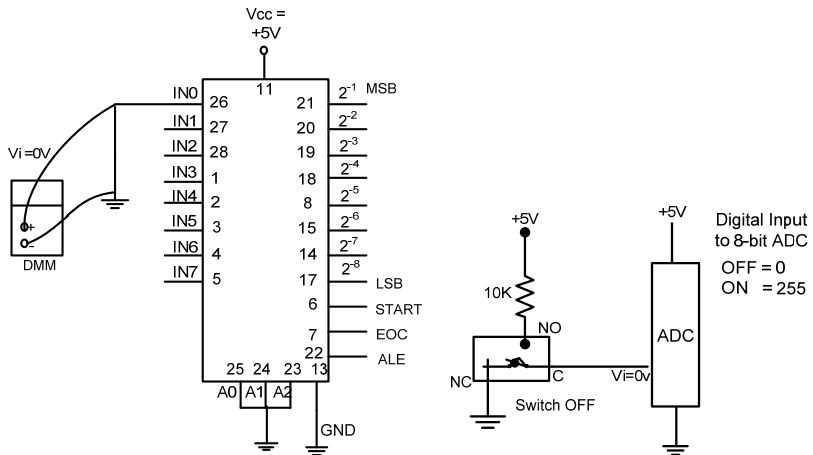 Vcc =
+5V
IN0 26 11 21 2⁻¹ MSB
IN1 27 20 2⁻²
IN2 28 19 2⁻³
IN3 1 18 2⁻⁴
IN4 2 8 2⁻⁵
IN5 3 15 2⁻⁶
IN6 4 14 2⁻⁷
IN7 5 17 2⁻⁸ LSB
6 START
7 EOC
22 ALE
25 24 23 13
A0 A1 A2
GND
Vi =0V
+
-
DMM
+5V
10K
NO
NC
C
Vi=0v
Switch OFF
+5V
ADC
Digital Input
to 8-bit ADC
OFF = 0
ON = 255